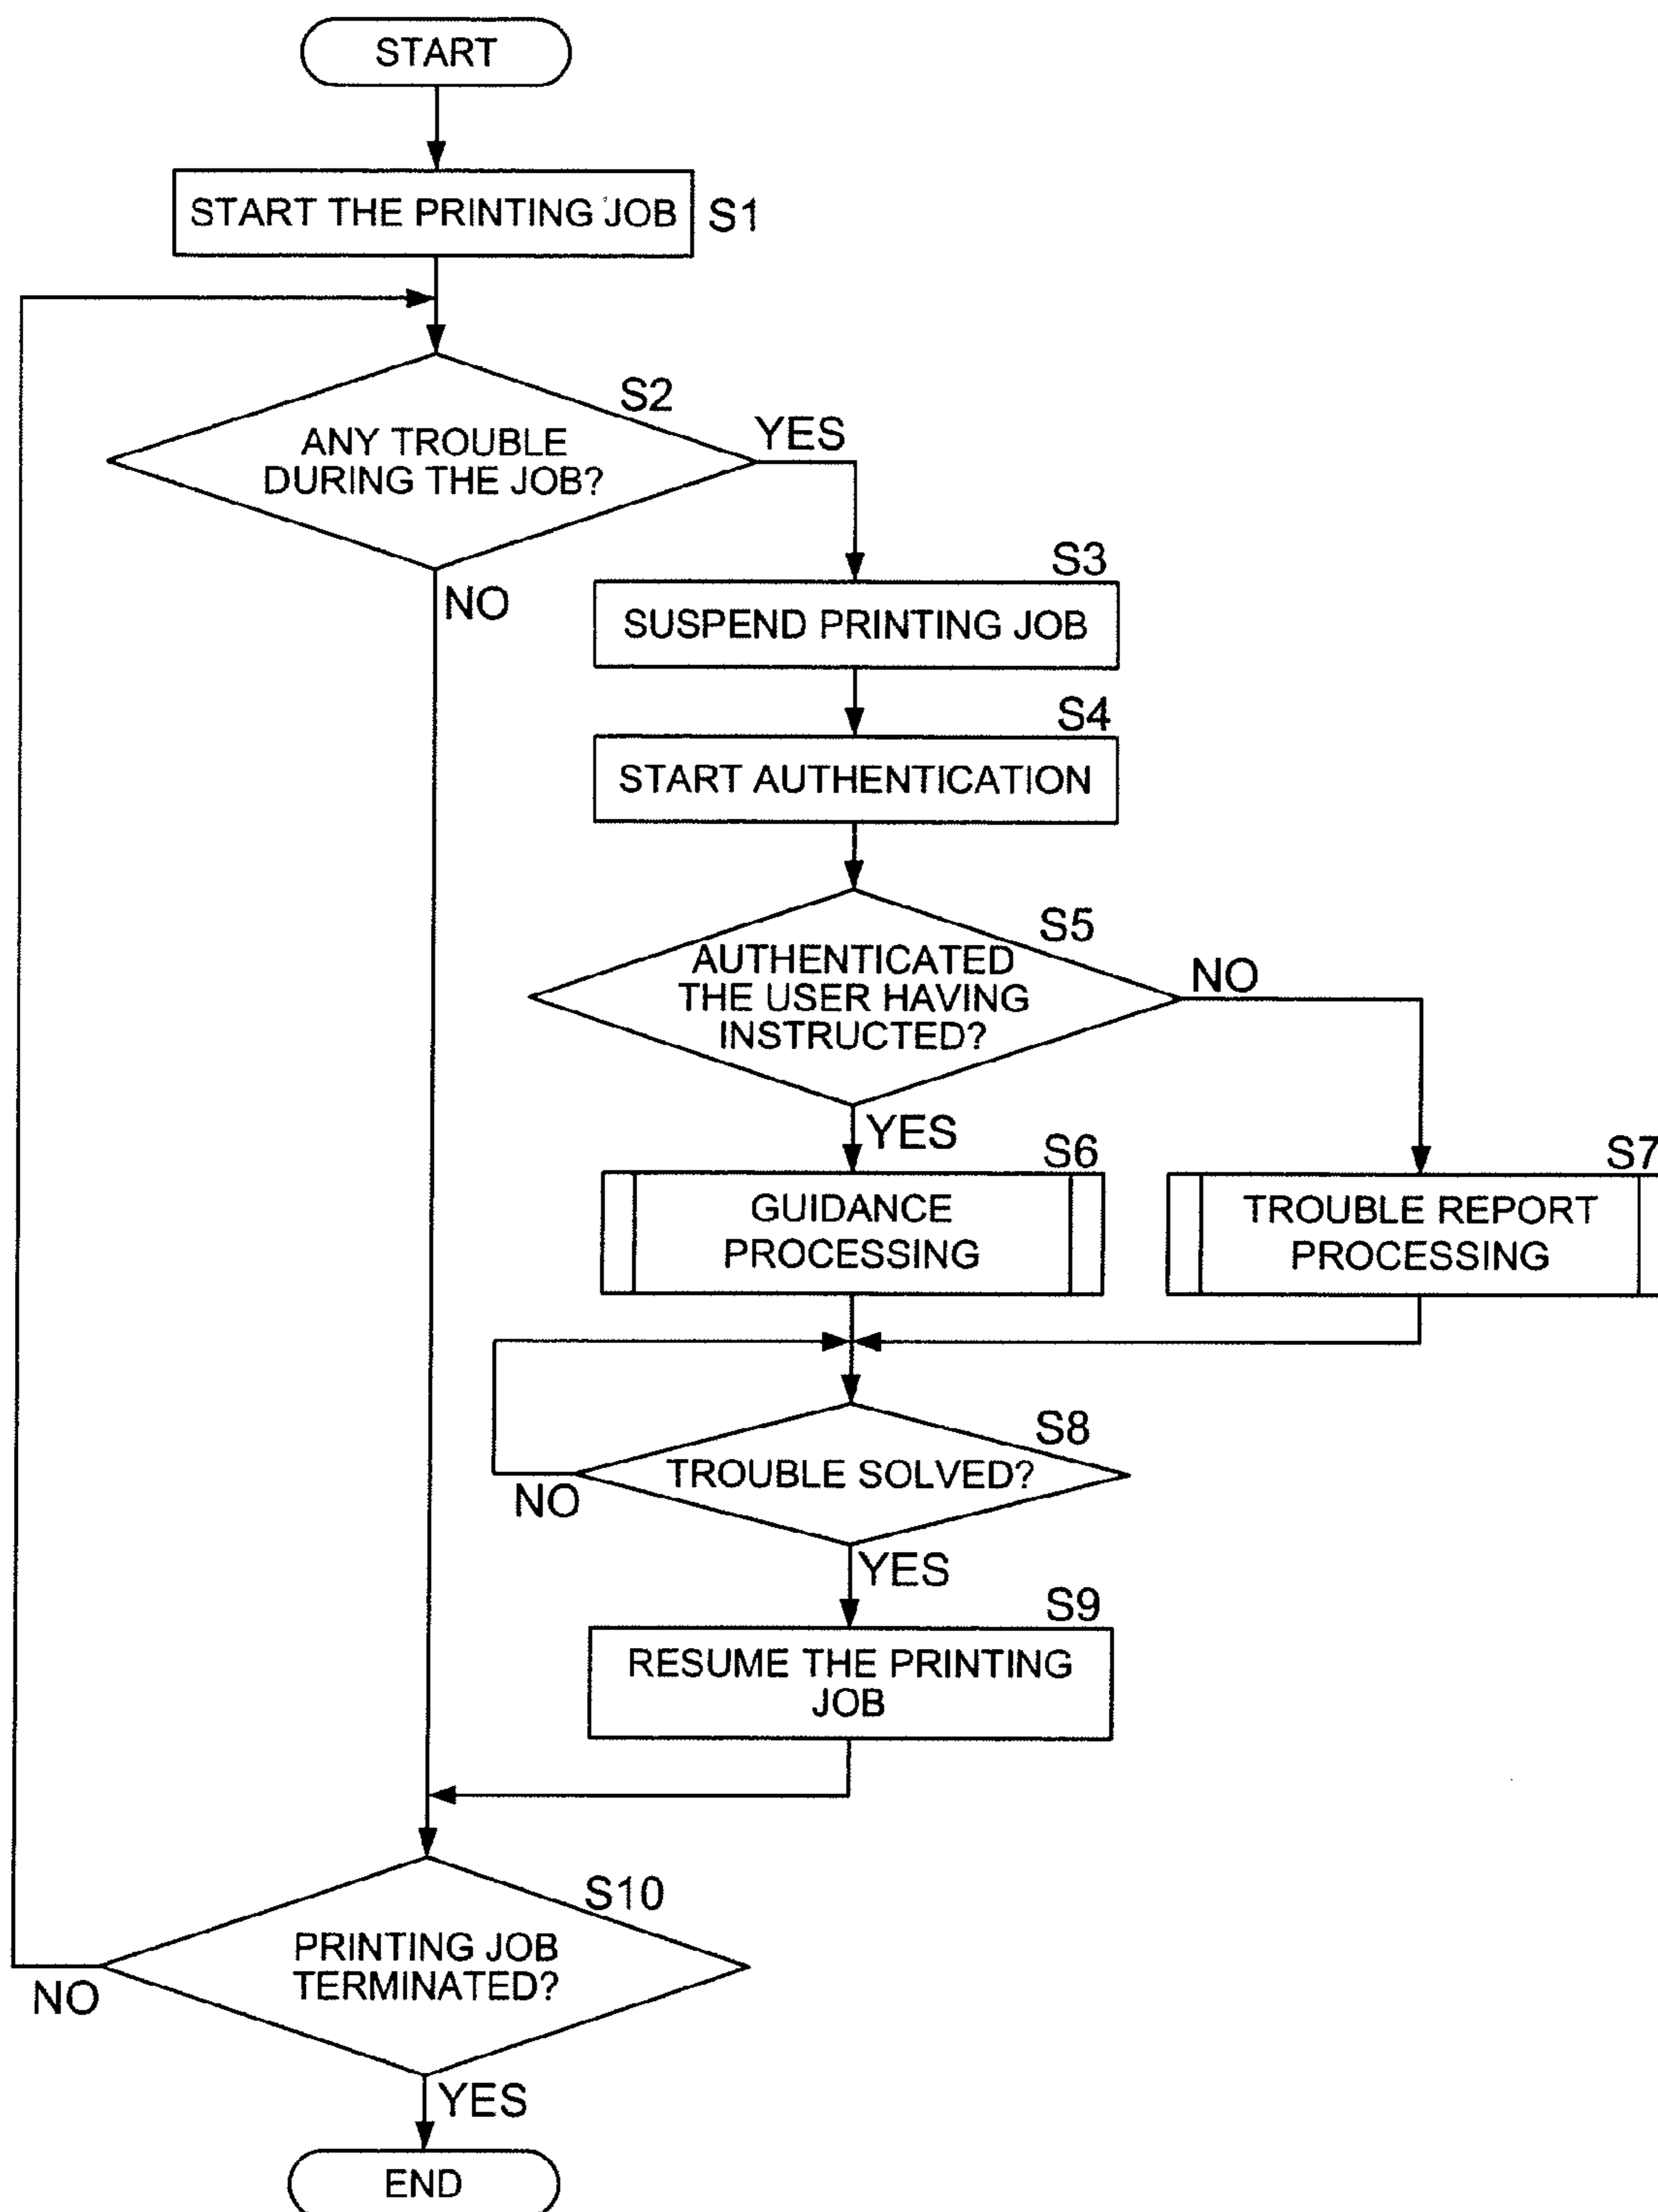 START
START THE PRINTING JOB
S1
S2
ANY TROUBLE
DURING THE JOB?
YES
NO
S3
SUSPEND PRINTING JOB
S4
START AUTHENTICATION
S5
AUTHENTICATED
THE USER HAVING
INSTRUCTED?
NO
YES
S6
GUIDANCE
PROCESSING
S7
TROUBLE REPORT
PROCESSING
S8
TROUBLE SOLVED?
NO
YES
S9
RESUME THE PRINTING
JOB
S10
PRINTING JOB
TERMINATED?
NO
YES
END